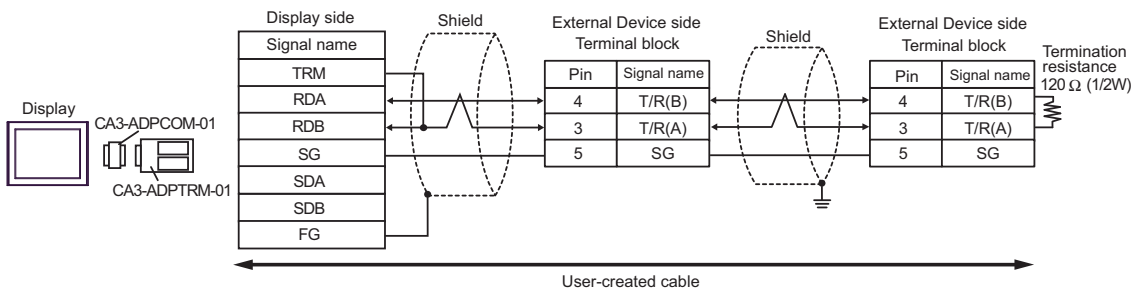 Display
CA3-ADPCOM-01
CA3-ADPTRM-01
Display side
Signal name
TRM
RDA
RDB
SG
SDA
SDB
FG
Shield
External Device side
Terminal block
Pin Signal name
4 T/R(B)
3 T/R(A)
5 SG
Shield
External Device side
Terminal block
Pin Signal name
4 T/R(B)
3 T/R(A)
5 SG
Termination
resistance
120 Ω (1/2W)
User-created cable